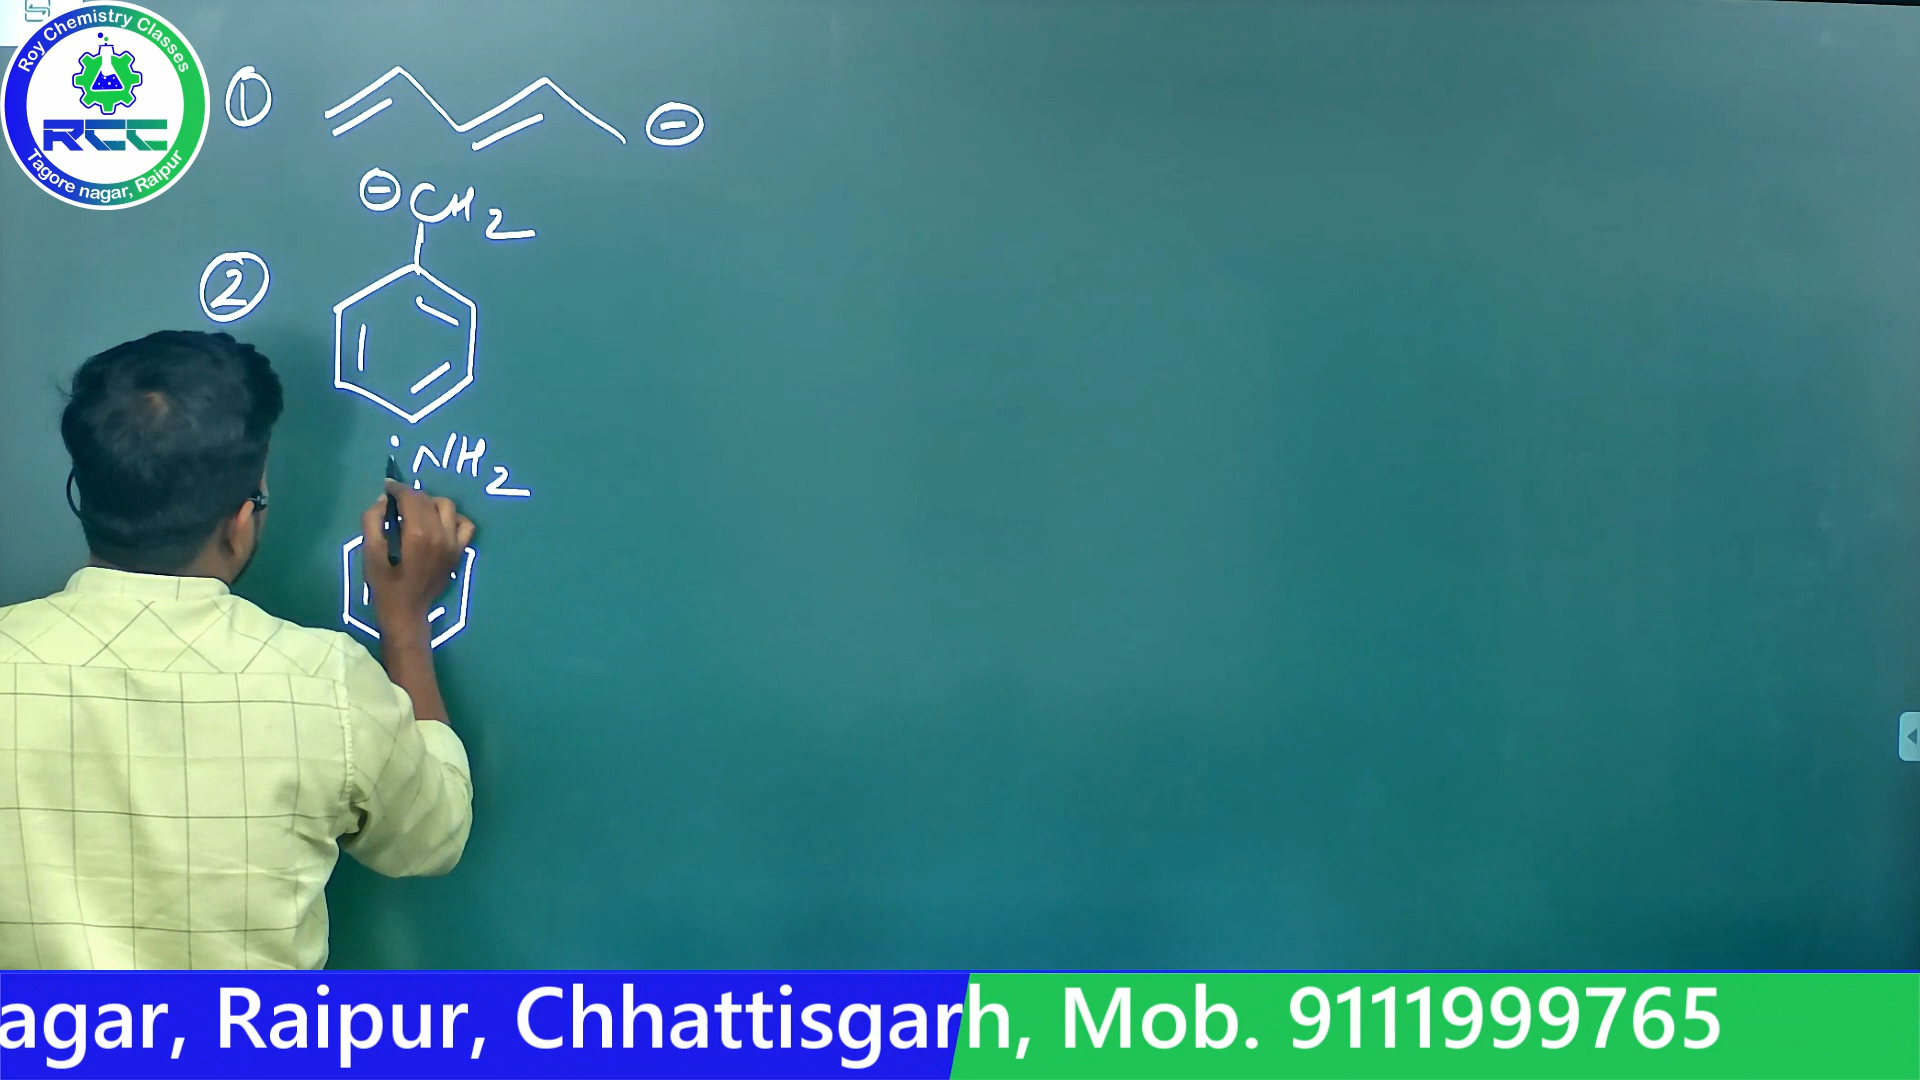 Roy Chemistry Classes
RCC
Tagore nagar, Raipur
①
⊖
⊖CH2
②
NH2
agar, Raipur, Chhattisgarh, Mob. 9111999765